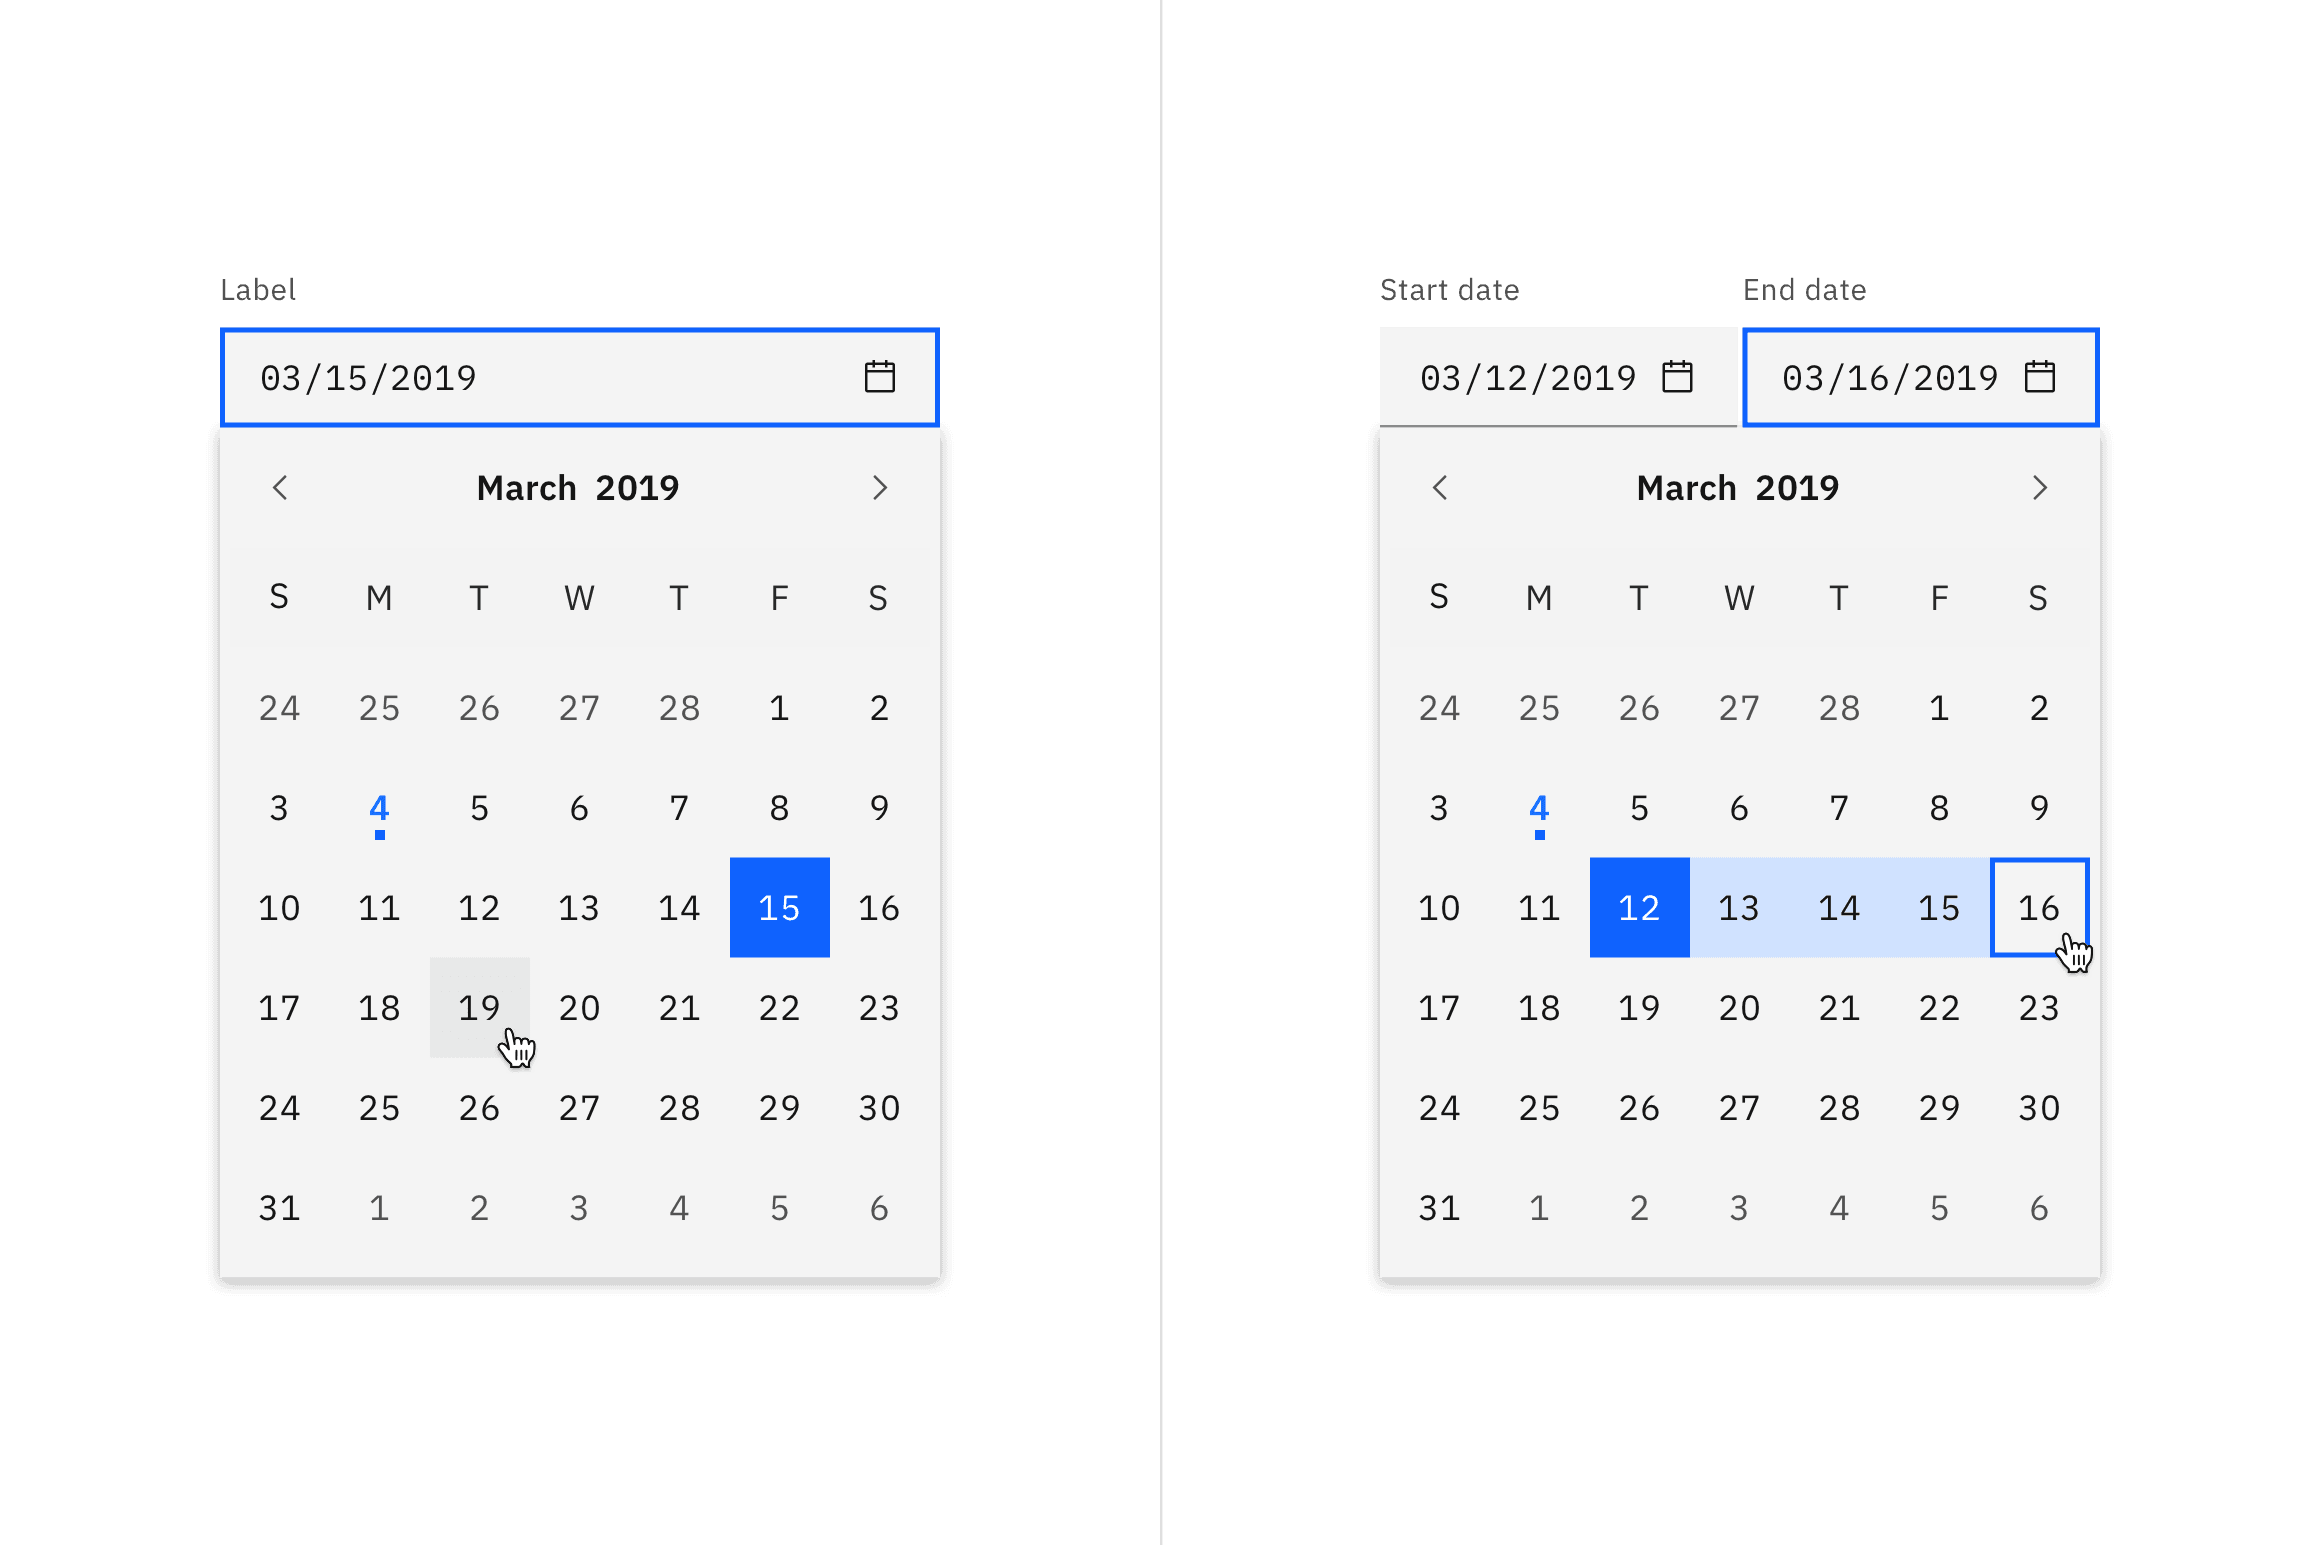 Label
03/15/2019
March 2019
S M T W T F S
24 25 26 27 28 1 2
3 4 5 6 7 8 9
10 11 12 13 14 15 16
17 18 19 20 21 22 23
24 25 26 27 28 29 30
31 1 2 3 4 5 6
Start date End date
03/12/2019 03/16/2019
March 2019
S M T W T F S
24 25 26 27 28 1 2
3 4 5 6 7 8 9
10 11 12 13 14 15 16
17 18 19 20 21 22 23
24 25 26 27 28 29 30
31 1 2 3 4 5 6